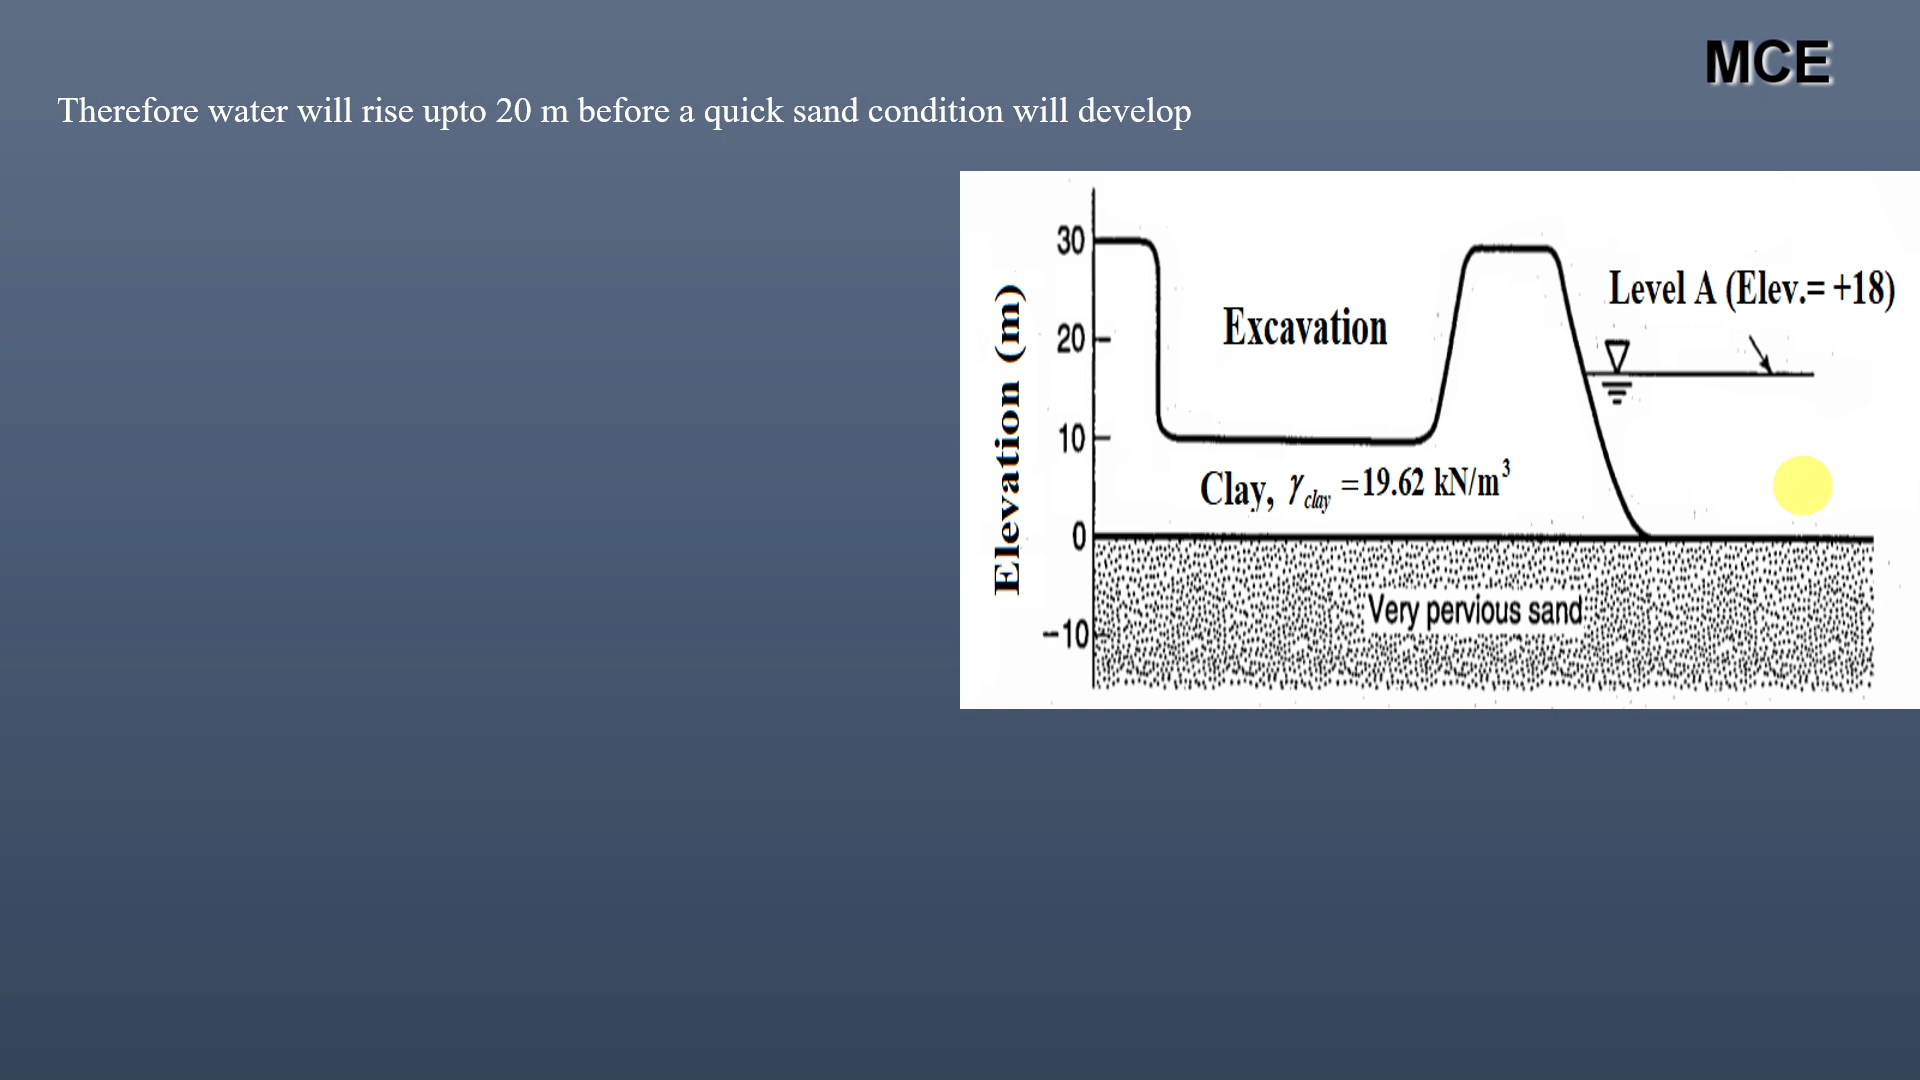 MCE
Therefore water will rise upto 20 m before a quick sand condition will develop
Elevation (m)
30
20
10
0
−10
Excavation
Level A (Elev.= +18)
Clay, γclay =19.62 kN/m³
Very pervious sand